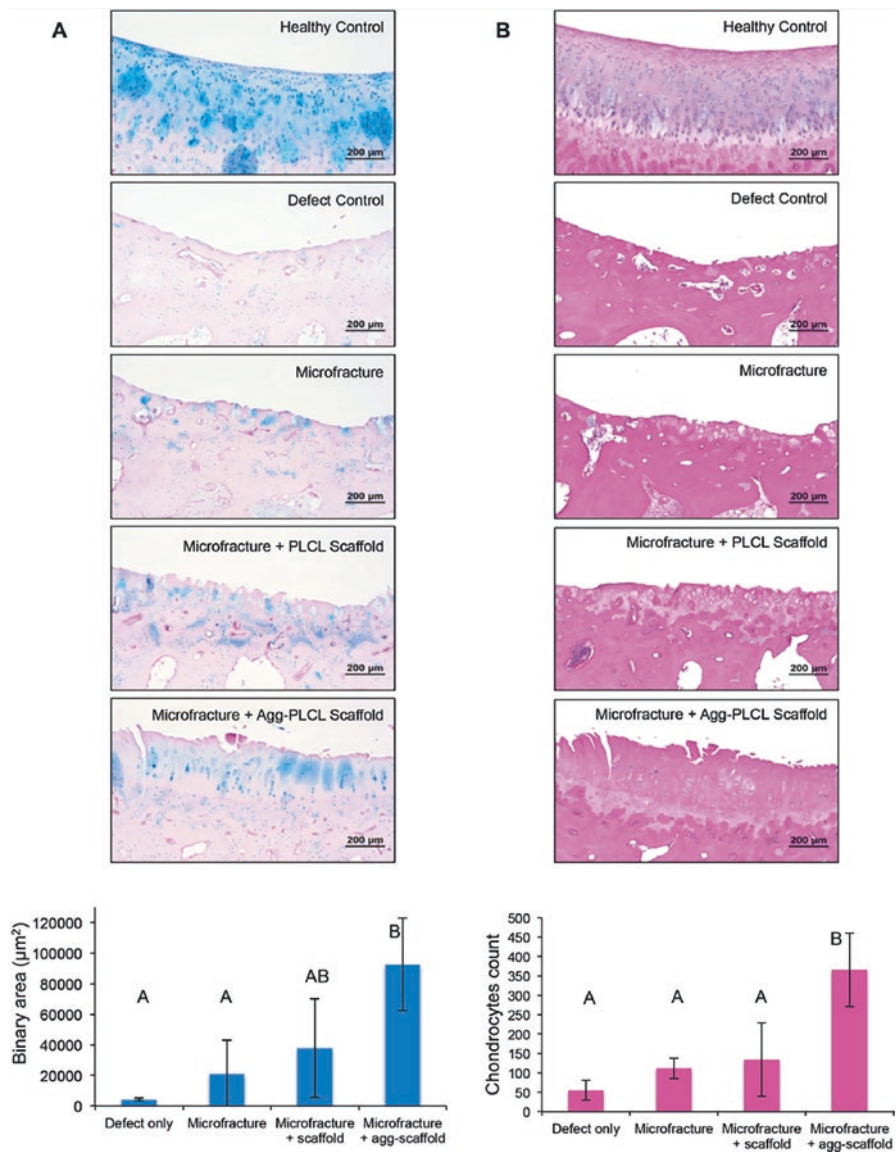 A
Healthy Control
200 µm
Defect Control
200 µm
Microfracture
200 µm
Microfracture + PLCL Scaffold
200 µm
Microfracture + Agg-PLCL Scaffold
200 µm
B
Healthy Control
200 µm
Defect Control
200 µm
Microfracture
200 µm
Microfracture + PLCL Scaffold
200 µm
Microfracture + Agg-PLCL Scaffold
200 µm
Binary area (µm²)
120000
100000
80000
60000
40000
20000
0
A
A
AB
B
Defect only
Microfracture
Microfracture
+ scaffold
Microfracture
+ agg-scaffold
Chondrocytes count
500
450
400
350
300
250
200
150
100
50
0
A
A
A
B
Defect only
Microfracture
Microfracture
+ scaffold
Microfracture
+ agg-scaffold